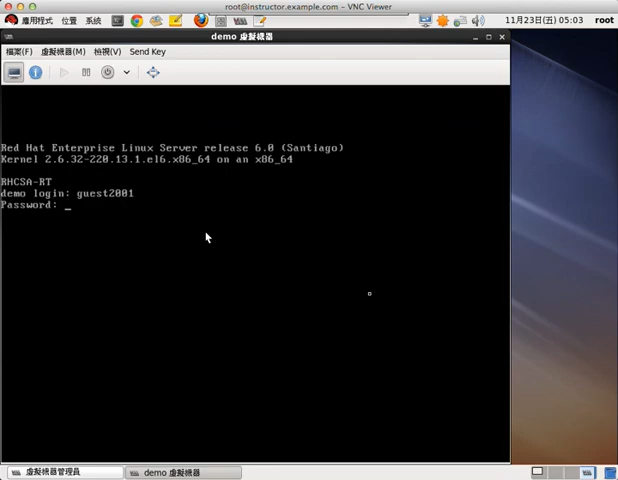 root@instructor.example.com – VNC Viewer
應用程式 位置 系統 11月23日(五) 05:03 root
demo 虛擬機器
檔案(F) 虛擬機器(M) 檢視(V) Send Key
Red Hat Enterprise Linux Server release 6.0 (Santiago)
Kernel 2.6.32-220.13.1.el6.x86_64 on an x86_64
RHCSA-RT
demo login: guest2001
Password: _
虛擬機器管理員 demo 虛擬機器